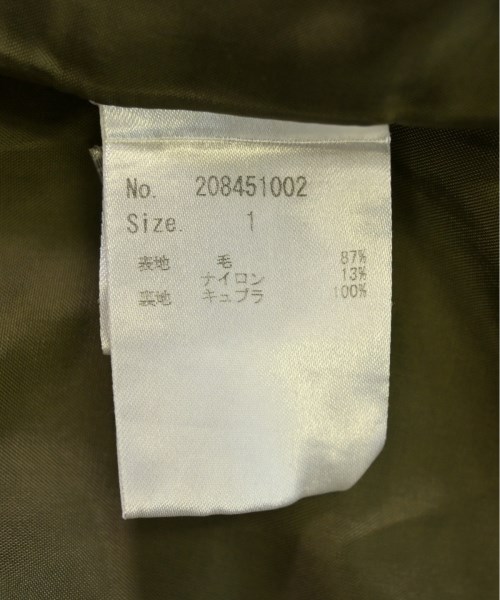 No. 208451002
Size. 1
表地 毛 87%
ナイロン 13%
裏地 キュプラ 100%